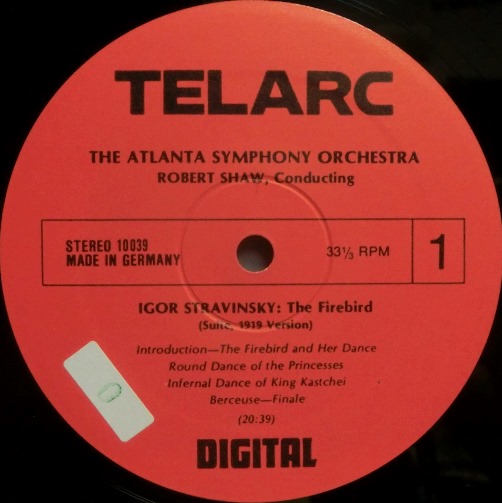 TELARC
THE ATLANTA SYMPHONY ORCHESTRA
ROBERT SHAW, Conducting
STEREO 10039
MADE IN GERMANY
33⅓ RPM
1
IGOR STRAVINSKY: The Firebird
(Suite, 1919 Version)
Introduction—The Firebird and Her Dance
Round Dance of the Princesses
Infernal Dance of King Kastchei
Berceuse—Finale
(20:39)
0
DIGITAL